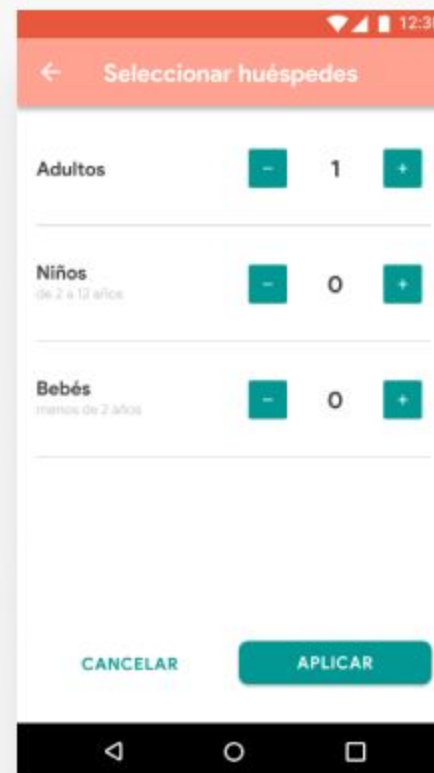 12:30
Seleccionar huéspedes
Adultos
- 1 +
Niños
de 2 a 12 años
- 0 +
Bebés
menos de 2 años
- 0 +
CANCELAR
APLICAR